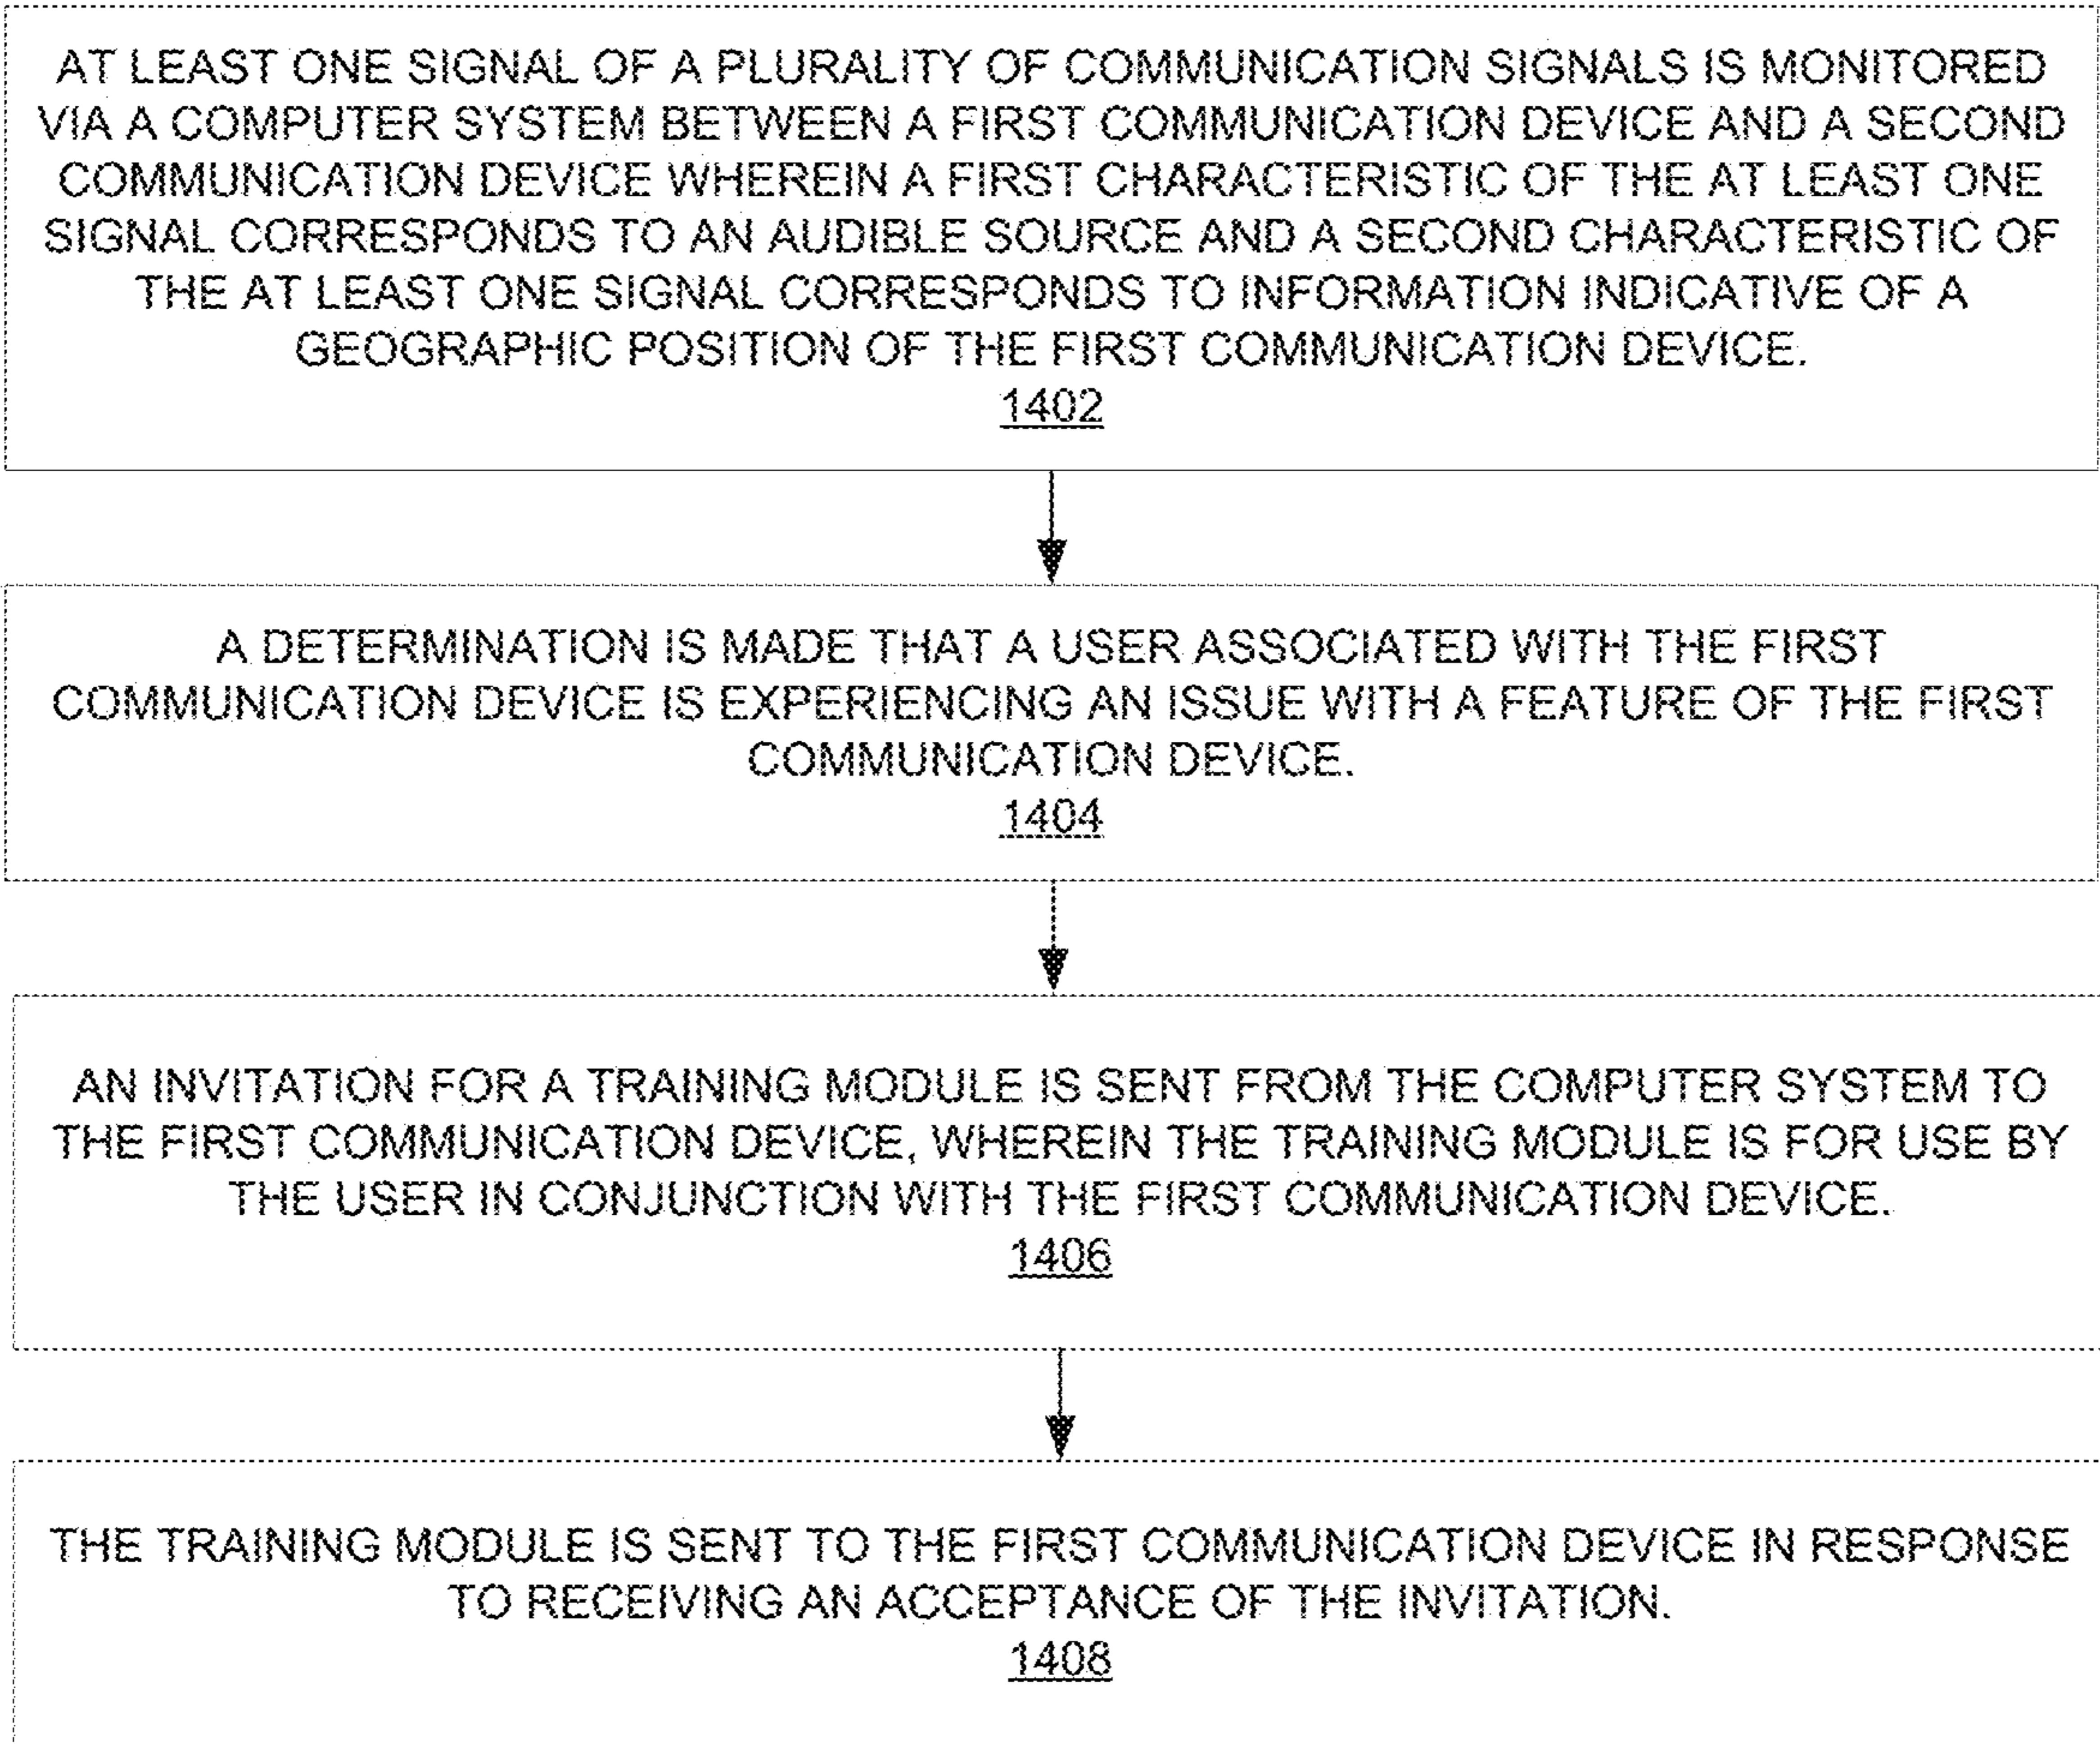 AT LEAST ONE SIGNAL OF A PLURALITY OF COMMUNICATION SIGNALS IS MONITORED
VIA A COMPUTER SYSTEM BETWEEN A FIRST COMMUNICATION DEVICE AND A SECOND
COMMUNICATION DEVICE WHEREIN A FIRST CHARACTERISTIC OF THE AT LEAST ONE
SIGNAL CORRESPONDS TO AN AUDIBLE SOURCE AND A SECOND CHARACTERISTIC OF
THE AT LEAST ONE SIGNAL CORRESPONDS TO INFORMATION INDICATIVE OF A
GEOGRAPHIC POSITION OF THE FIRST COMMUNICATION DEVICE.
1402
A DETERMINATION IS MADE THAT A USER ASSOCIATED WITH THE FIRST
COMMUNICATION DEVICE IS EXPERIENCING AN ISSUE WITH A FEATURE OF THE FIRST
COMMUNICATION DEVICE.
1404
AN INVITATION FOR A TRAINING MODULE IS SENT FROM THE COMPUTER SYSTEM TO
THE FIRST COMMUNICATION DEVICE, WHEREIN THE TRAINING MODULE IS FOR USE BY
THE USER IN CONJUNCTION WITH THE FIRST COMMUNICATION DEVICE.
1406
THE TRAINING MODULE IS SENT TO THE FIRST COMMUNICATION DEVICE IN RESPONSE
TO RECEIVING AN ACCEPTANCE OF THE INVITATION.
1408